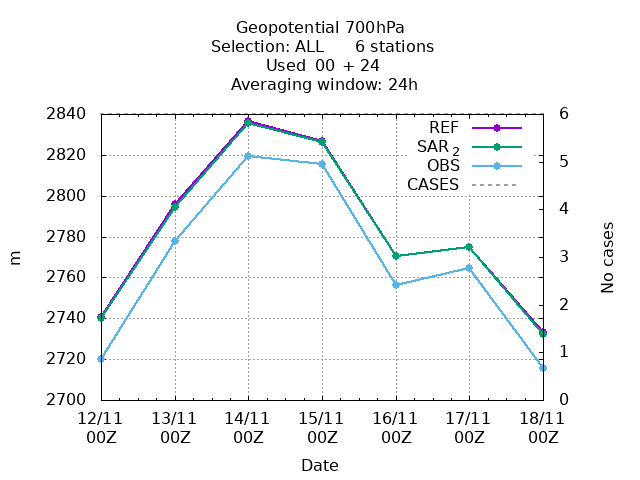 Geopotential 700hPa
Selection: ALL 6 stations
Used 00 + 24
Averaging window: 24h
REF
SAR 2
OBS
CASES
2840
2820
2800
2780
2760
2740
2720
2700
6
5
4
3
2
1
0
m
No cases
12/11 13/11 14/11 15/11 16/11 17/11 18/11
00Z 00Z 00Z 00Z 00Z 00Z 00Z
Date